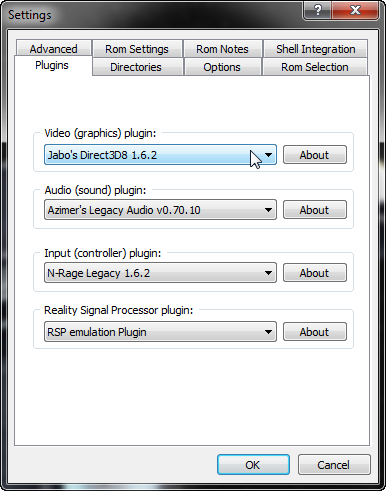 Settings
Advanced Rom Settings Rom Notes Shell Integration
Plugins Directories Options Rom Selection
Video (graphics) plugin:
Jabo's Direct3D8 1.6.2 About
Audio (sound) plugin:
Azimer's Legacy Audio v0.70.10 About
Input (controller) plugin:
N-Rage Legacy 1.6.2 About
Reality Signal Processor plugin:
RSP emulation Plugin About
OK Cancel